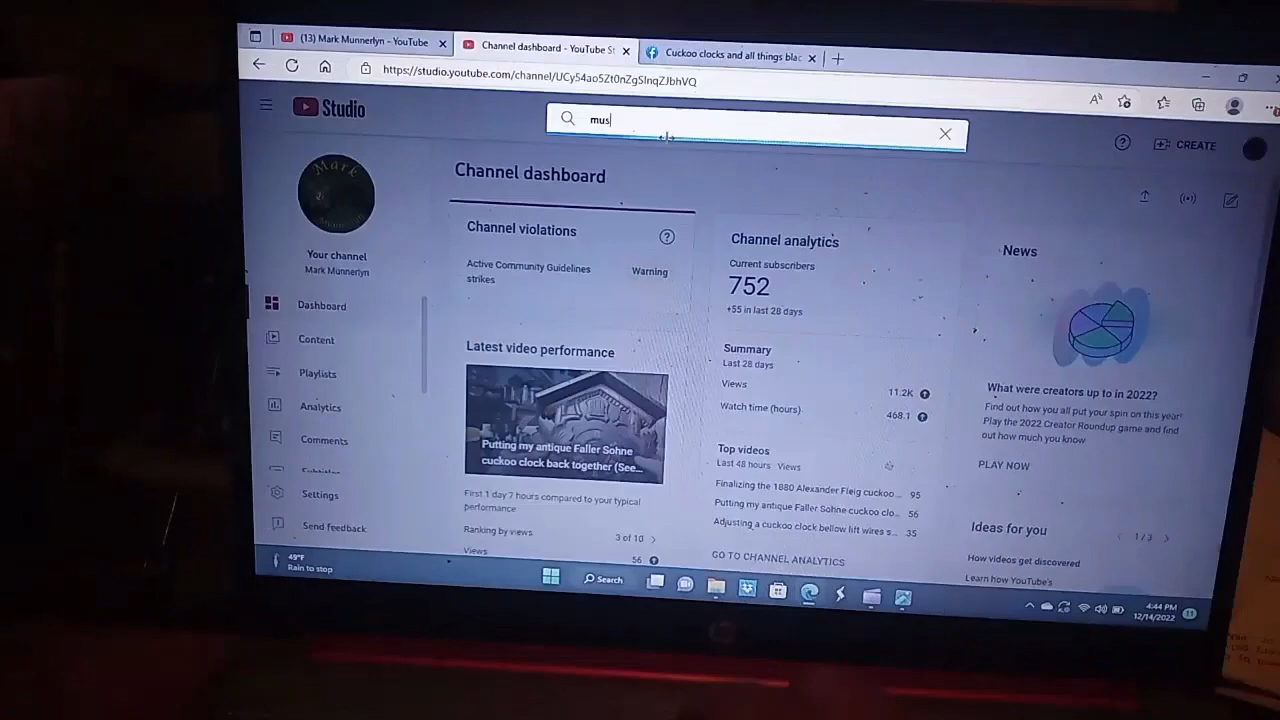 (13) Mark Munnerlyn - YouTube
Channel dashboard - YouTube St
Cuckoo clocks and all things blac
https://studio.youtube.com/channel/UCy54ao5Zt0nZgSlnqZJbhVQ
Studio
mus
CREATE
Mark
Your channel
Mark Munnerlyn
Dashboard
Content
Playlists
Analytics
Comments
Settings
Send feedback
Channel dashboard
Channel violations
Active Community Guidelines
strikes
Warning
Latest video performance
Putting my antique Faller Sohne
cuckoo clock back together (See...
First 1 day 7 hours compared to your typical
performance
Ranking by views
3 of 10
Views
56
Channel analytics
Current subscribers
752
+55 in last 28 days
Summary
Last 28 days
Views
11.2K
Watch time (hours)
468.1
Top videos
Last 48 hours Views
Finalizing the 1880 Alexander Fleig cuckoo... 95
Putting my antique Faller Sohne cuckoo clo... 56
Adjusting a cuckoo clock bellow lift wires s... 35
GO TO CHANNEL ANALYTICS
News
What were creators up to in 2022?
Find out how you all put your spin on this year!
Play the 2022 Creator Roundup game and find
out how much you know
PLAY NOW
Ideas for you
1 / 3
How videos get discovered
Learn how YouTube's
49°F
Rain to stop
Search
4:44 PM
12/14/2022
11
hp